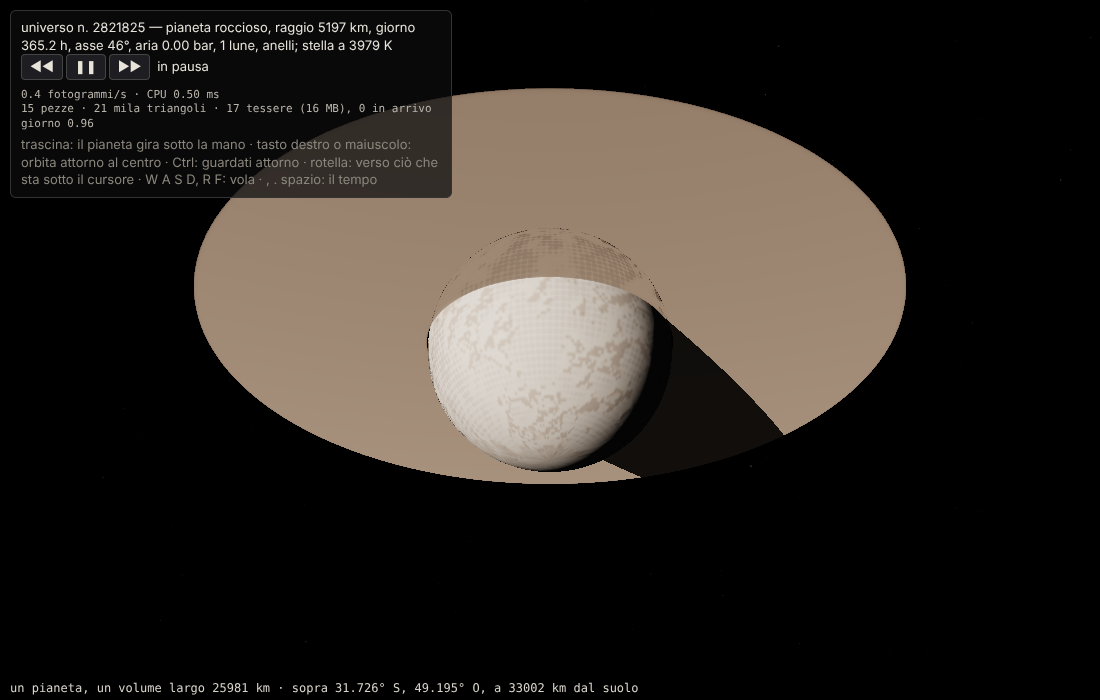 universo n. 2821825 — pianeta roccioso, raggio 5197 km, giorno
365.2 h, asse 46°, aria 0.00 bar, 1 lune, anelli; stella a 3979 K
in pausa
0.4 fotogrammi/s · CPU 0.50 ms
15 pezze · 21 mila triangoli · 17 tessere (16 MB), 0 in arrivo
giorno 0.96
trascina: il pianeta gira sotto la mano · tasto destro o maiuscolo:
orbita attorno al centro · Ctrl: guardati attorno · rotella: verso ciò che
sta sotto il cursore · W A S D, R F: vola · , . spazio: il tempo
un pianeta, un volume largo 25981 km · sopra 31.726° S, 49.195° O, a 33002 km dal suolo